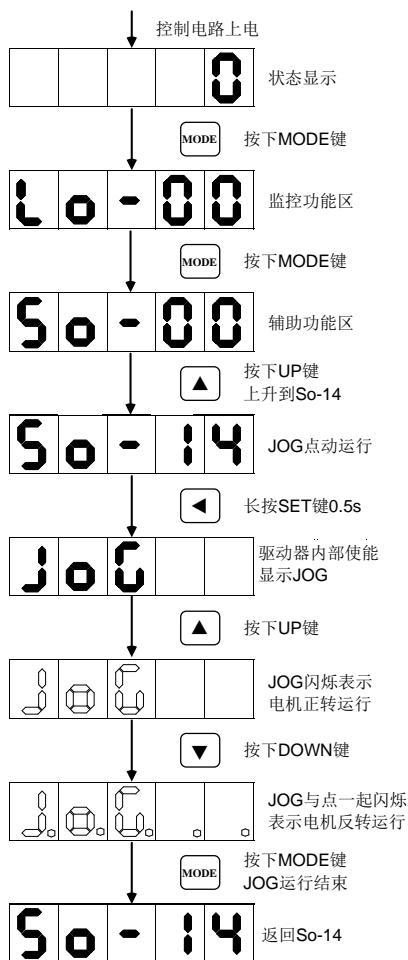 控制电路上电
0
状态显示
MODE
按下MODE键
Lo-00
监控功能区
MODE
按下MODE键
So-00
辅助功能区
▲
按下UP键
上升到So-14
So-14
JOG点动运行
◀
长按SET键0.5s
JoG
驱动器内部使能
显示JOG
▲
按下UP键
JoG
JOG闪烁表示
电机正转运行
▼
按下DOWN键
J.o.G. . .
JOG与点一起闪烁
表示电机反转运行
MODE
按下MODE键
JOG运行结束
So-14
返回So-14